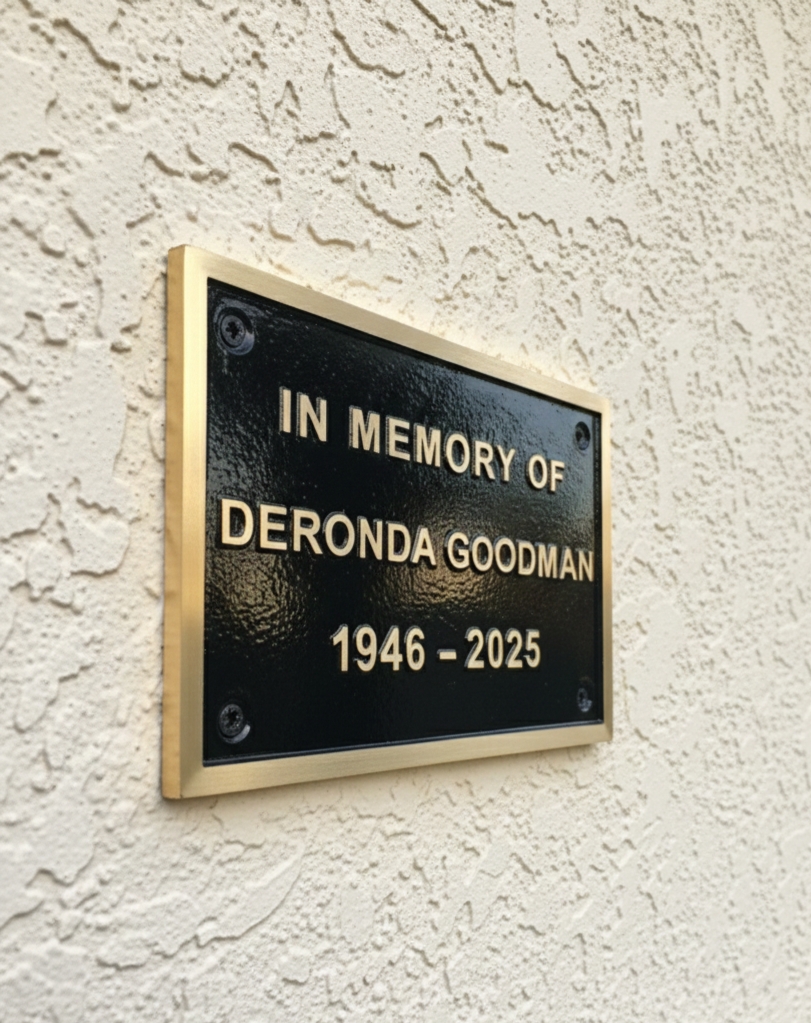 IN MEMORY OF
DERONDA GOODMAN
1946 – 2025